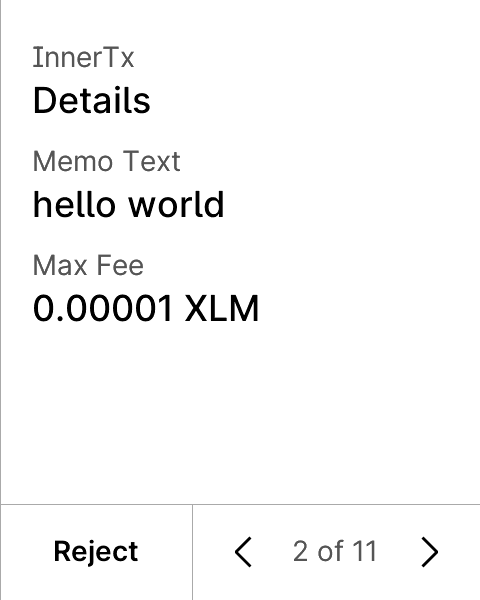 InnerTx
Details
Memo Text
hello world
Max Fee
0.00001 XLM
Reject
2 of 11